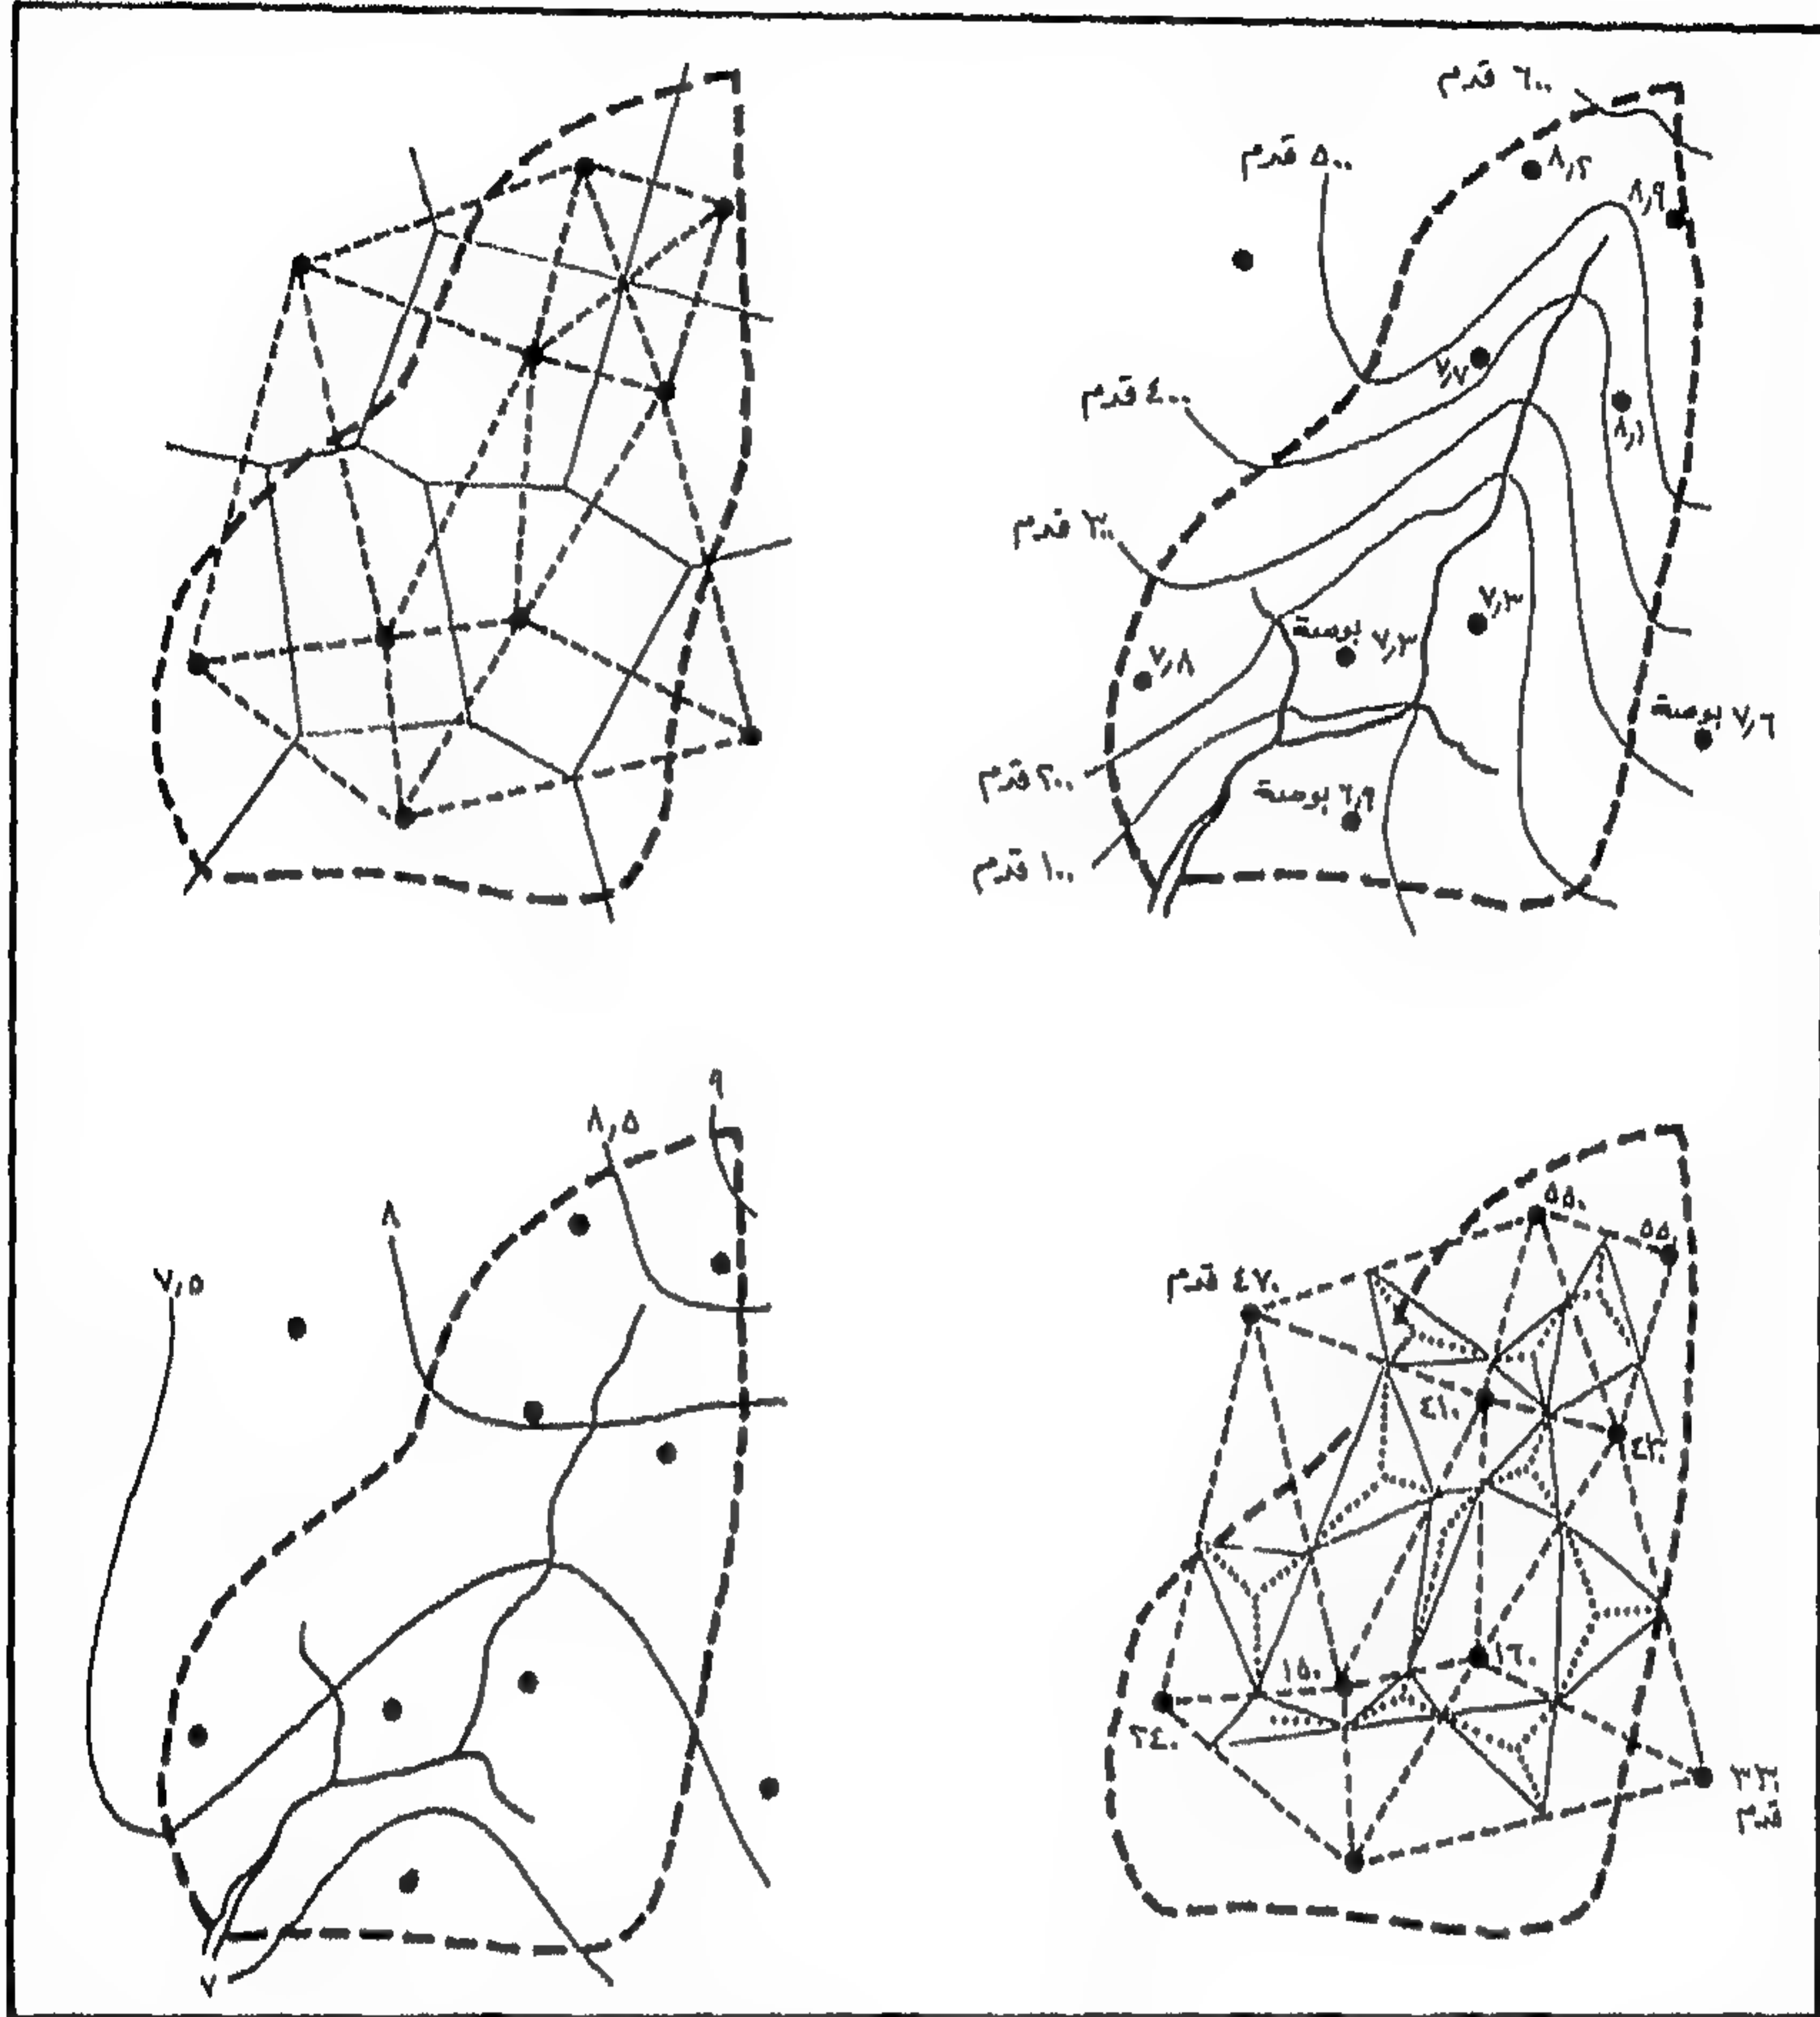 ٦٠٠ قدم
٥٠٠ قدم
٨,٢
٨,٩
٧,٧
٤٠٠ قدم
٨,١
٣٠٠ قدم
٧,٣
٧,٣ بوصة
٧,٨
٧,٦ بوصة
٢٠٠ قدم
٦,٩ بوصة
١٠٠ قدم
٥٥٠
٥٥٠
٤٧٠ قدم
٤١٠
٤٣٠
١٦٠
١٥٠
٢٤٠
٣٣٠
قدم
٩
٨,٥
٨
٧,٥
٧